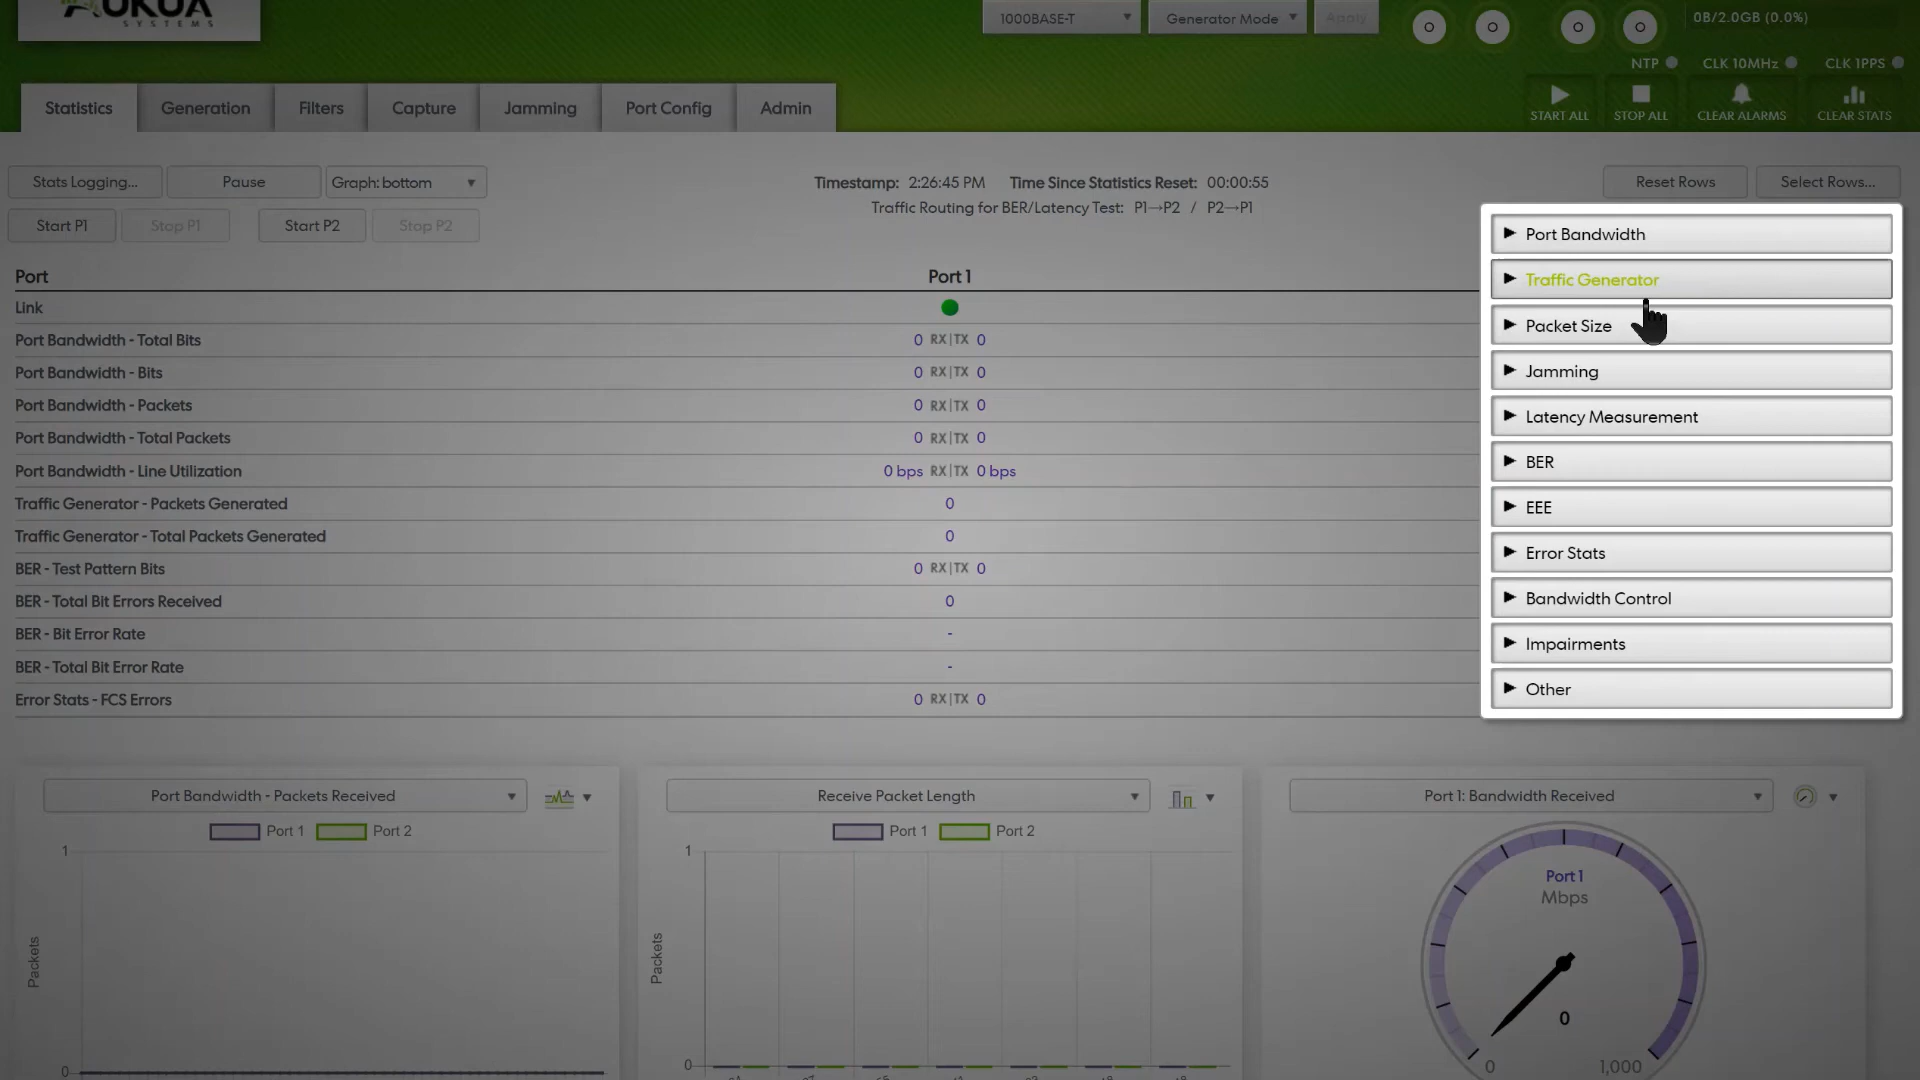 AUKUA
SYSTEMS
1000BASE-T
Generator Mode
Apply
0B/2.0GB (0.0%)
NTP
CLK 10MHz
CLK 1PPS
Statistics
Generation
Filters
Capture
Jamming
Port Config
Admin
START ALL
STOP ALL
CLEAR ALARMS
CLEAR STATS
Stats Logging...
Pause
Graph: bottom
Timestamp: 2:26:45 PM Time Since Statistics Reset: 00:00:55
Reset Rows
Select Rows...
Traffic Routing for BER/Latency Test: P1→P2 / P2→P1
Start P1
Stop P1
Start P2
Stop P2
Port Bandwidth
Traffic Generator
Packet Size
Jamming
Latency Measurement
BER
EEE
Error Stats
Bandwidth Control
Impairments
Other
Port Port 1
Link
Port Bandwidth - Total Bits 0 RX|TX 0
Port Bandwidth - Bits 0 RX|TX 0
Port Bandwidth - Packets 0 RX|TX 0
Port Bandwidth - Total Packets 0 RX|TX 0
Port Bandwidth - Line Utilization 0 bps RX|TX 0 bps
Traffic Generator - Packets Generated 0
Traffic Generator - Total Packets Generated 0
BER - Test Pattern Bits 0 RX|TX 0
BER - Total Bit Errors Received 0
BER - Bit Error Rate -
BER - Total Bit Error Rate -
Error Stats - FCS Errors 0 RX|TX 0
Port Bandwidth - Packets Received
Port 1 Port 2
1
Packets
0
Receive Packet Length
Port 1 Port 2
1
Packets
0
Port 1: Bandwidth Received
Port 1
Mbps
0
0 1,000